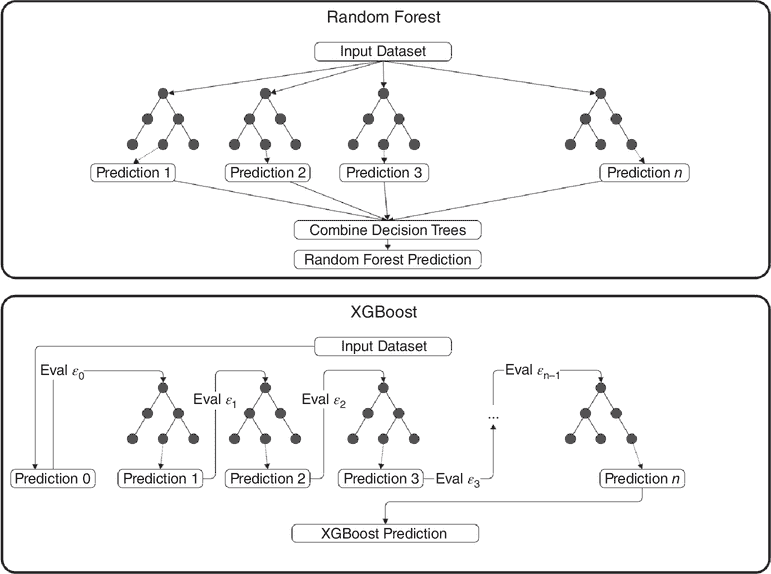 Random Forest
Input Dataset
Prediction 1
Prediction 2
Prediction 3
Prediction n
Combine Decision Trees
Random Forest Prediction
XGBoost
Input Dataset
Eval ε0
Eval ε1
Eval ε2
Eval εn–1
...
Prediction 0
Prediction 1
Prediction 2
Prediction 3
Eval ε3
Prediction n
XGBoost Prediction